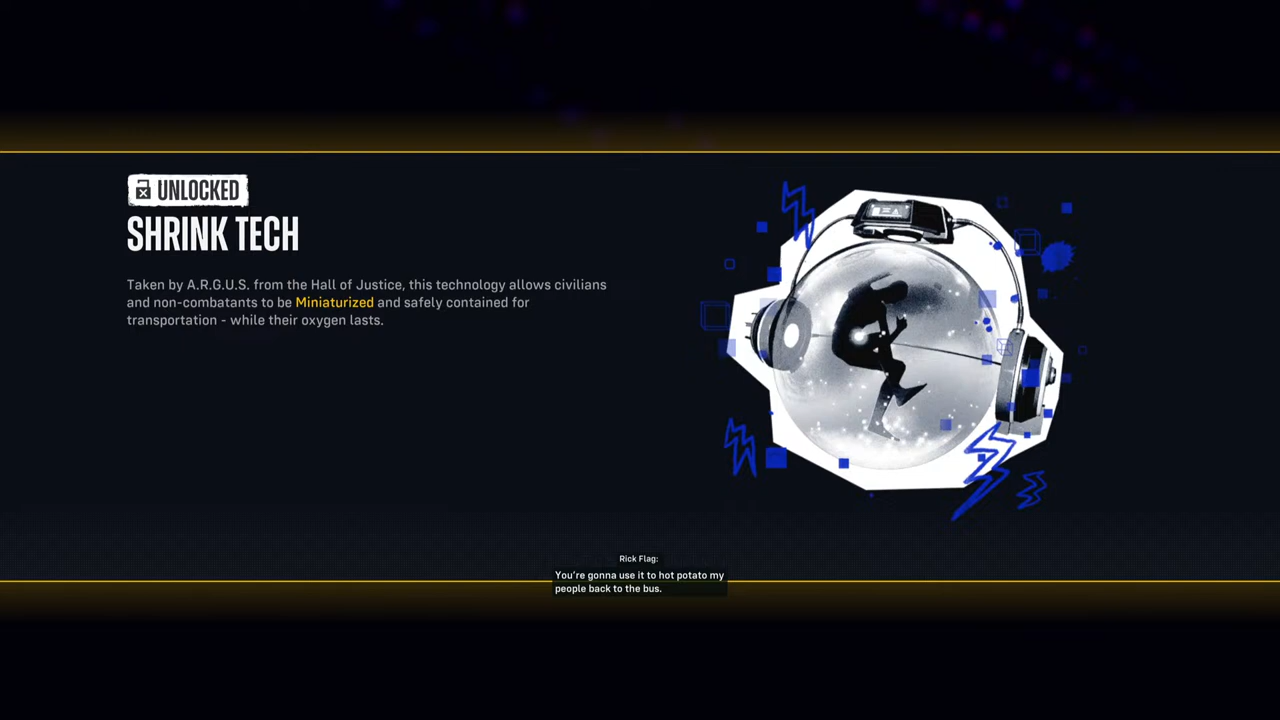 UNLOCKED
SHRINK TECH
Taken by A.R.G.U.S. from the Hall of Justice, this technology allows civilians
and non-combatants to be Miniaturized and safely contained for
transportation - while their oxygen lasts.
Rick Flag:
You're gonna use it to hot potato my
people back to the bus.